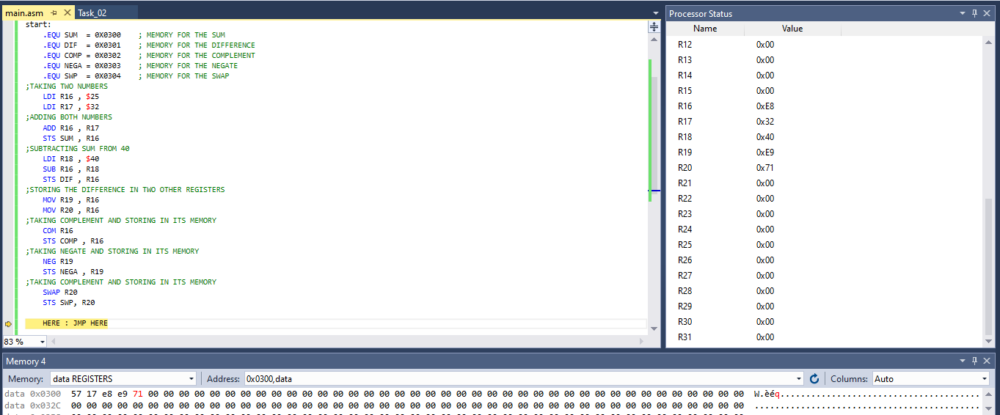 main.asm Task_02
start:
.EQU SUM = 0X0300 ; MEMORY FOR THE SUM
.EQU DIF = 0X0301 ; MEMORY FOR THE DIFFERENCE
.EQU COMP = 0X0302 ; MEMORY FOR THE COMPLEMENT
.EQU NEGA = 0X0303 ; MEMORY FOR THE NEGATE
.EQU SWP = 0X0304 ; MEMORY FOR THE SWAP
;TAKING TWO NUMBERS
LDI R16 , $25
LDI R17 , $32
;ADDING BOTH NUMBERS
ADD R16 , R17
STS SUM , R16
;SUBTRACTING SUM FROM 40
LDI R18 , $40
SUB R16 , R18
STS DIF , R16
;STORING THE DIFFERENCE IN TWO OTHER REGISTERS
MOV R19 , R16
MOV R20 , R16
;TAKING COMPLEMENT AND STORING IN ITS MEMORY
COM R16
STS COMP , R16
;TAKING NEGATE AND STORING IN ITS MEMORY
NEG R19
STS NEGA , R19
;TAKING COMPLEMENT AND STORING IN ITS MEMORY
SWAP R20
STS SWP, R20
HERE : JMP HERE
83 %
Processor Status
Name Value
R12 0x00
R13 0x00
R14 0x00
R15 0x00
R16 0xE8
R17 0x32
R18 0x40
R19 0xE9
R20 0x71
R21 0x00
R22 0x00
R23 0x00
R24 0x00
R25 0x00
R26 0x00
R27 0x00
R28 0x00
R29 0x00
R30 0x00
R31 0x00
Memory 4
Memory: data REGISTERS Address: 0x0300,data Columns: Auto
data 0x0300 57 17 e8 e9 71 00 00 00 00 00 00 00 00 00 00 00 00 00 00 00 00 00 00 00 00 00 00 00 00 00 00 00 00 00 00 00 00 00 00 00 00 00 00 00 W.èéq.......................................
data 0x032C 00 00 00 00 00 00 00 00 00 00 00 00 00 00 00 00 00 00 00 00 00 00 00 00 00 00 00 00 00 00 00 00 00 00 00 00 00 00 00 00 00 00 00 00 ............................................